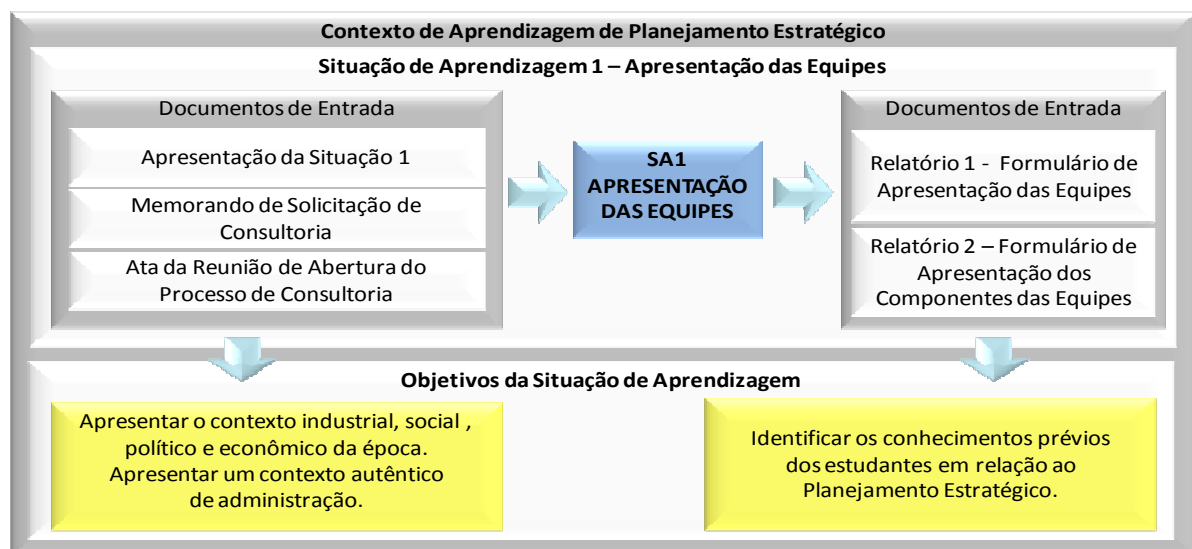 Contexto de Aprendizagem de Planejamento Estratégico
Situação de Aprendizagem 1 – Apresentação das Equipes
Documentos de Entrada
Apresentação da Situação 1
Memorando de Solicitação de
Consultoria
Ata da Reunião de Abertura do
Processo de Consultoria
SA1
APRESENTAÇÃO
DAS EQUIPES
Documentos de Entrada
Relatório 1 - Formulário de
Apresentação das Equipes
Relatório 2 – Formulário de
Apresentação dos
Componentes das Equipes
Objetivos da Situação de Aprendizagem
Apresentar o contexto industrial, social ,
político e econômico da época.
Apresentar um contexto autêntico
de administração.
Identificar os conhecimentos prévios
dos estudantes em relação ao
Planejamento Estratégico.